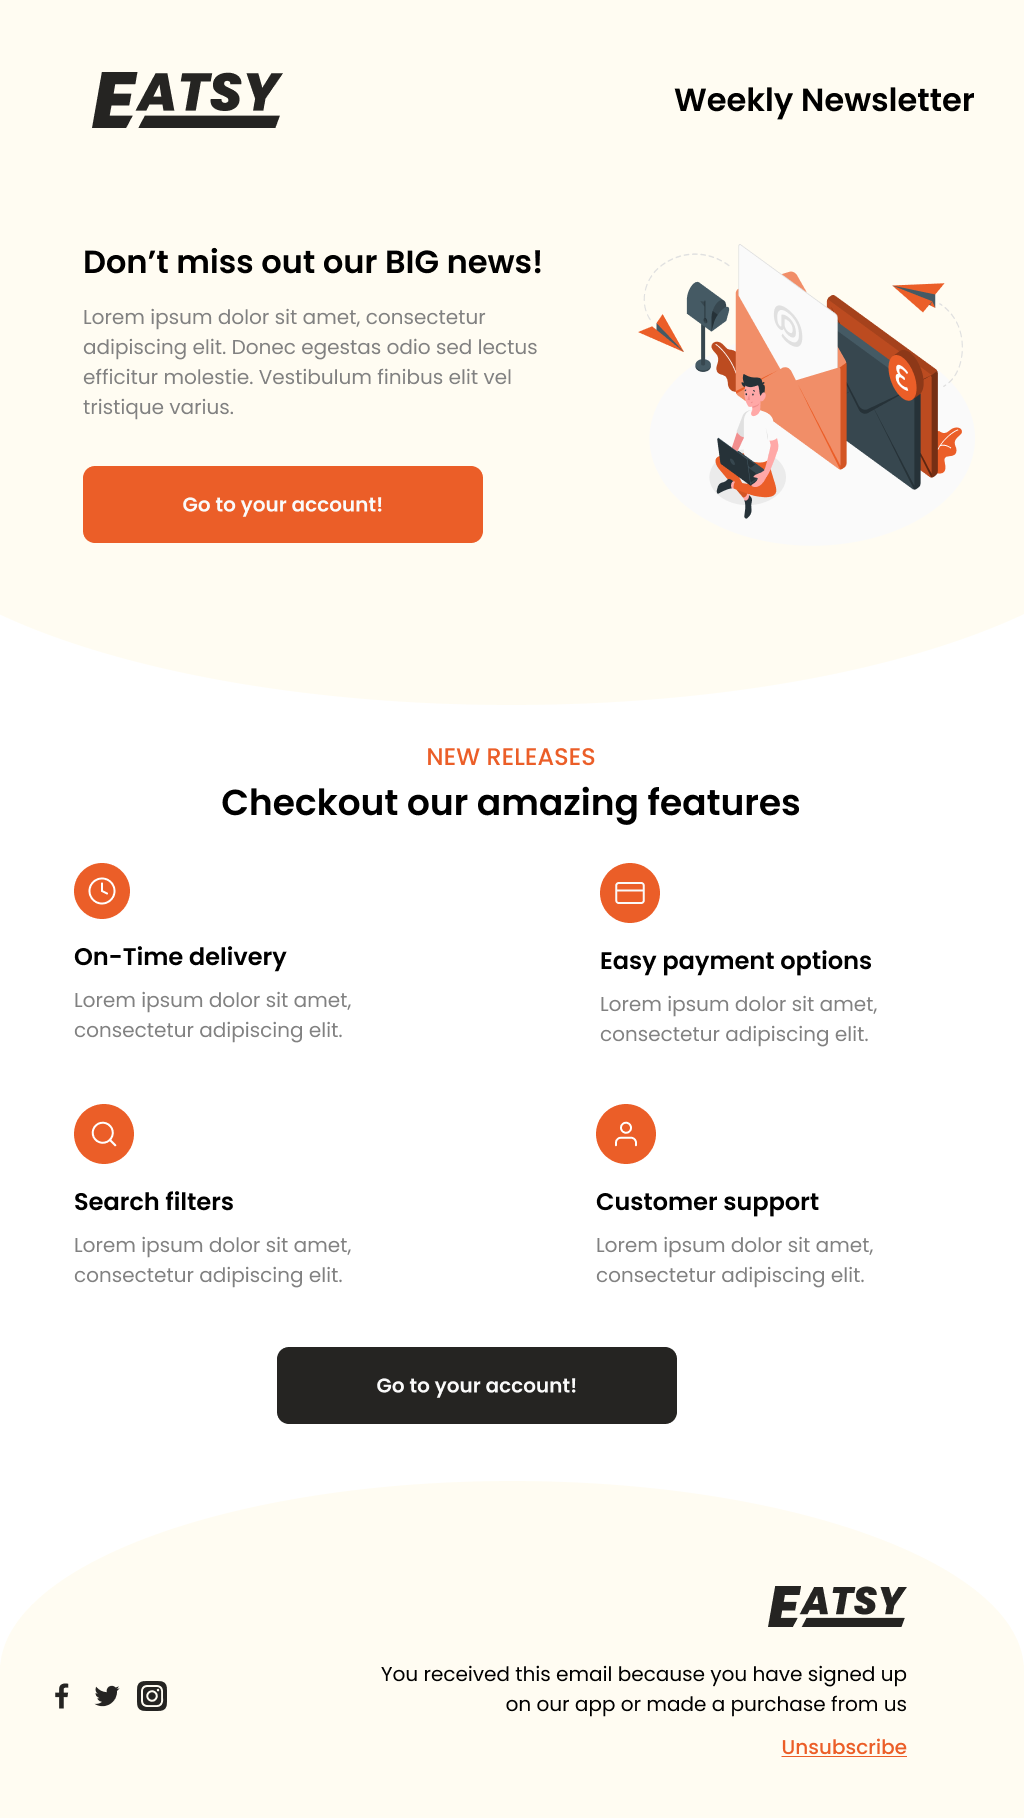 EATSY
Weekly Newsletter
Don’t miss out our BIG news!
Lorem ipsum dolor sit amet, consectetur
adipiscing elit. Donec egestas odio sed lectus
efficitur molestie. Vestibulum finibus elit vel
tristique varius.
Go to your account!
NEW RELEASES
Checkout our amazing features
On-Time delivery
Lorem ipsum dolor sit amet,
consectetur adipiscing elit.
Easy payment options
Lorem ipsum dolor sit amet,
consectetur adipiscing elit.
Search filters
Lorem ipsum dolor sit amet,
consectetur adipiscing elit.
Customer support
Lorem ipsum dolor sit amet,
consectetur adipiscing elit.
Go to your account!
EATSY
You received this email because you have signed up
on our app or made a purchase from us
Unsubscribe